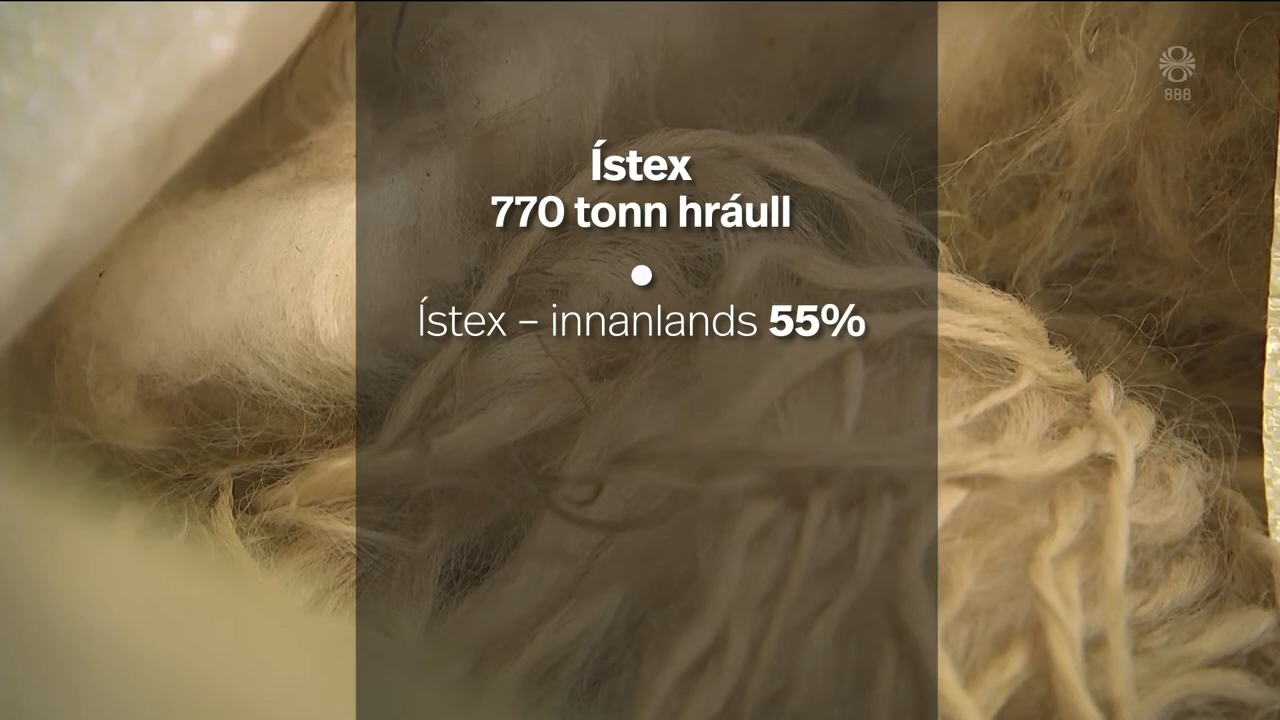 888
Ístex
770 tonn hráull
Ístex – innanlands 55%